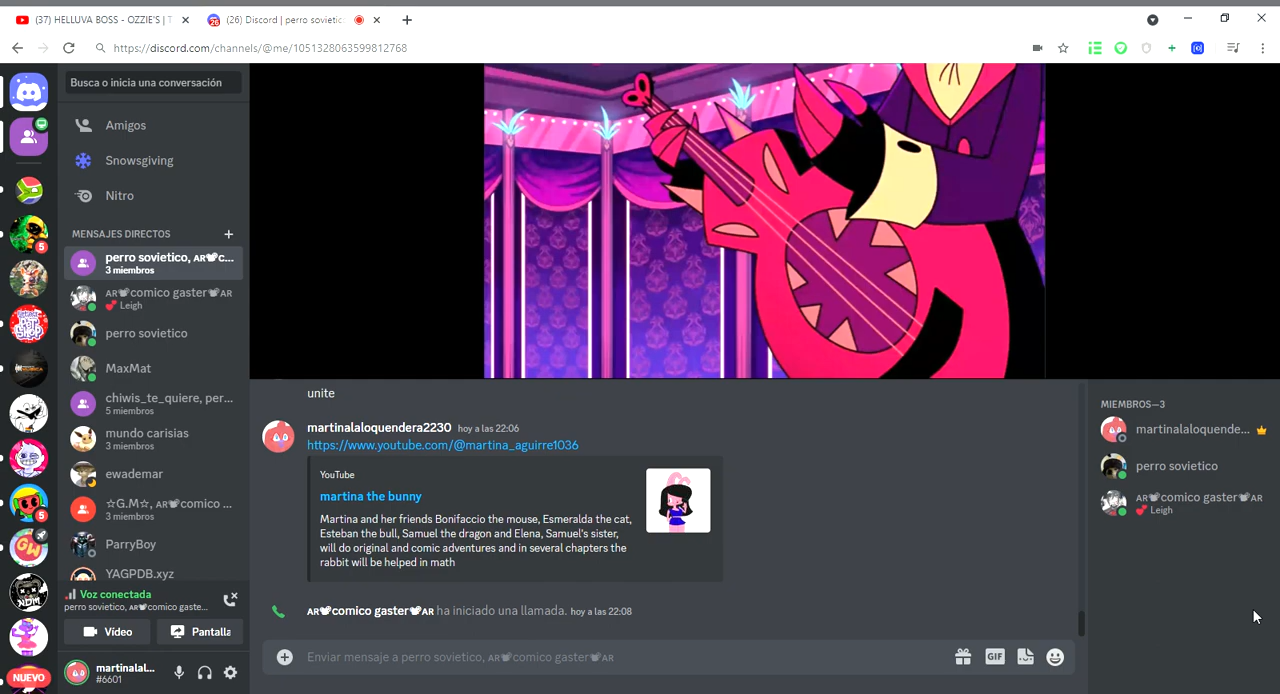 (37) HELLUVA BOSS - OZZIE'S | T
(26) Discord | perro sovietic
https://discord.com/channels/@me/1051328063599812768
Busca o inicia una conversación
Amigos
Snowsgiving
Nitro
MENSAJES DIRECTOS
perro sovietico, AR🐭c...
3 miembros
AR🐭comico gaster🐭AR
💕 Leigh
perro sovietico
MaxMat
chiwis_te_quiere, per...
5 miembros
mundo carisias
3 miembros
ewademar
☆G.M☆, AR🐭comico ...
3 miembros
ParryBoy
YAGPDB.xyz
Voz conectada
perro sovietico, AR🐭comico gaste...
Vídeo
Pantalla
martinalal...
#6601
NUEVO
26
5
5
unite
martinalaloquendera2230 hoy a las 22:06
https://www.youtube.com/@martina_aguirre1036
YouTube
martina the bunny
Martina and her friends Bonifaccio the mouse, Esmeralda the cat,
Esteban the bull, Samuel the dragon and Elena, Samuel's sister,
will do original and comic adventures and in several chapters the
rabbit will be helped in math
AR🐭comico gaster🐭AR ha iniciado una llamada. hoy a las 22:08
Enviar mensaje a perro sovietico, AR🐭comico gaster🐭AR
GIF
MIEMBROS—3
martinalaloquende...
perro sovietico
AR🐭comico gaster🐭AR
💕 Leigh